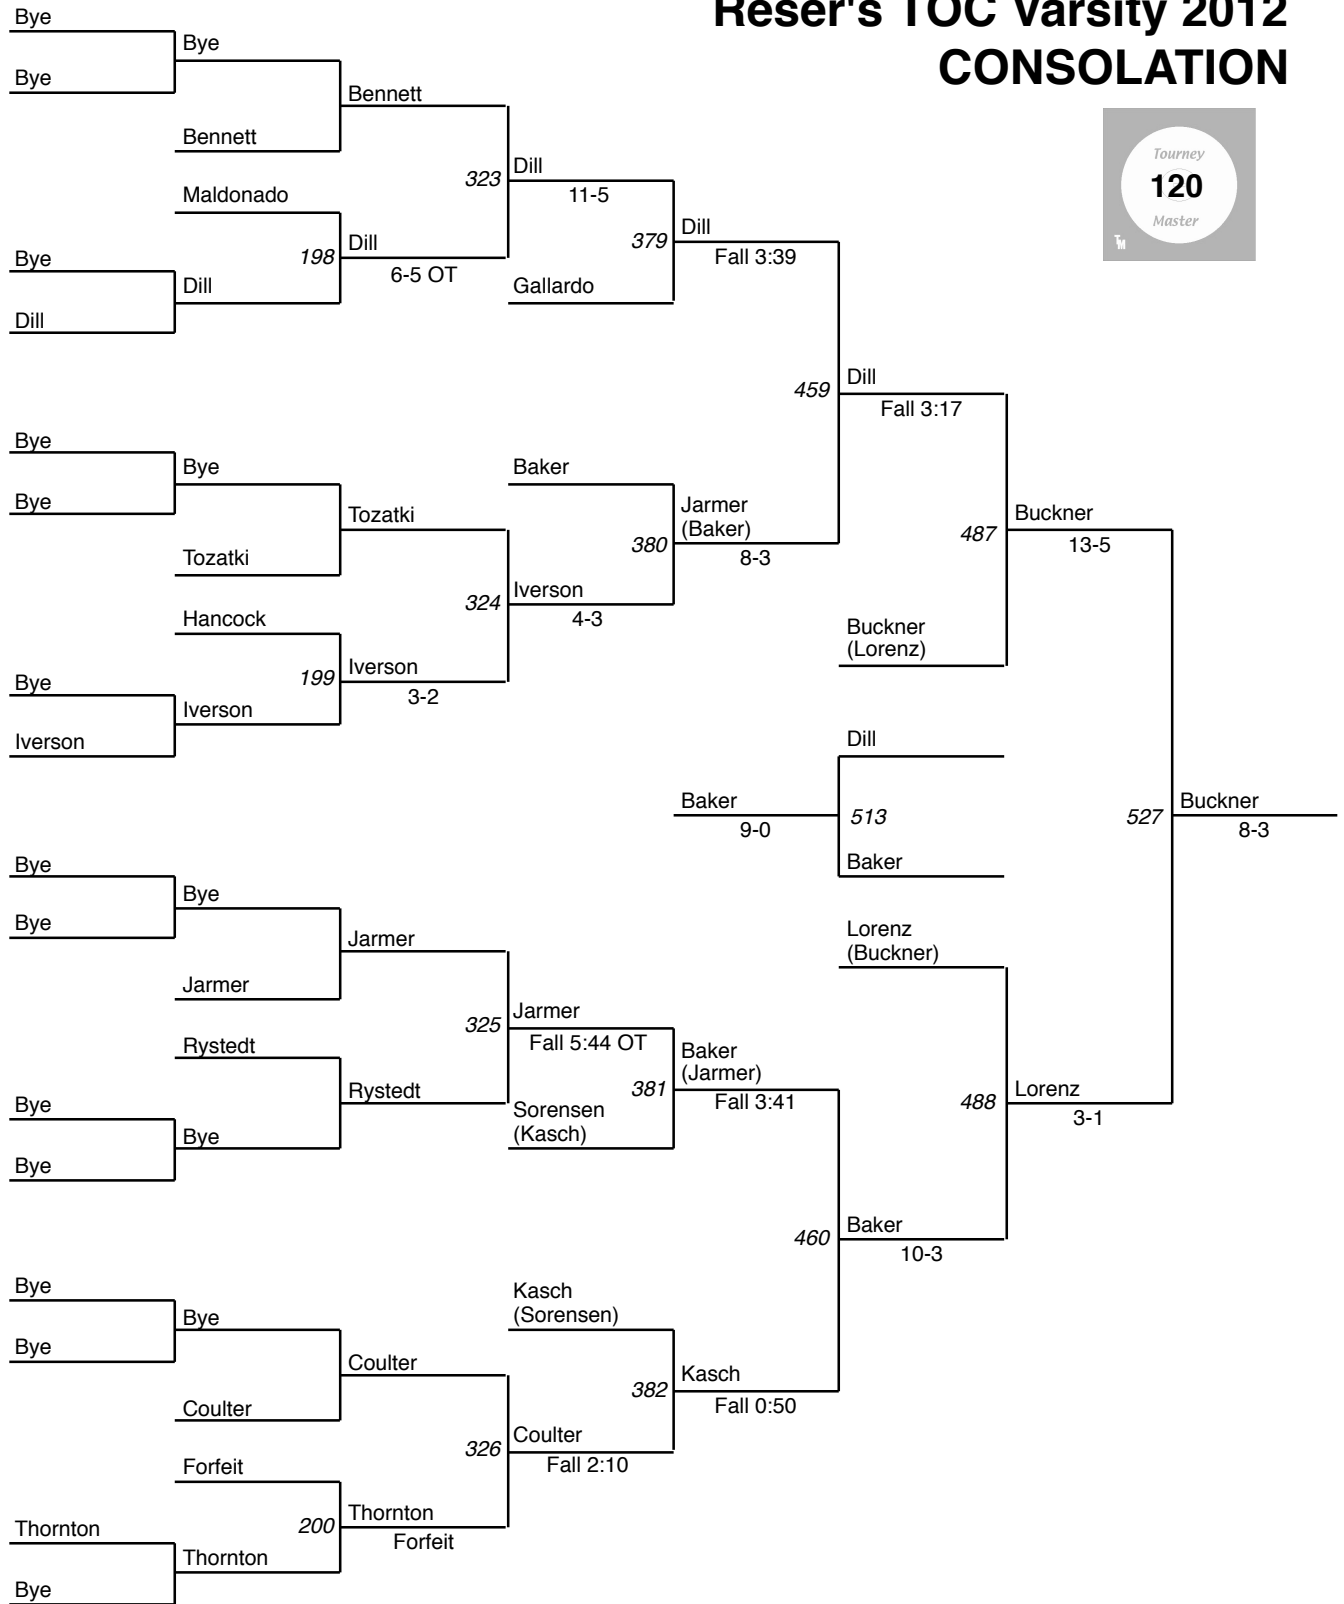 Reser's TOC Varsity 2012
CONSOLATION
Tourney
120
Master
TM
Bye
Bye
Bye
Bennett
Bennett
Maldonado
323
Dill
11-5
198
Dill
6-5 OT
379
Dill
Fall 3:39
Bye
Dill
Dill
Gallardo
459
Dill
Fall 3:17
Bye
Bye
Bye
Tozatki
Tozatki
Baker
Jarmer
(Baker)
380
8-3
487
Buckner
13-5
324
Iverson
4-3
Hancock
199
Iverson
3-2
Bye
Iverson
Iverson
Buckner
(Lorenz)
Dill
Baker
9-0
513
Baker
527
Buckner
8-3
Bye
Bye
Bye
Jarmer
Jarmer
Lorenz
(Buckner)
325
Jarmer
Fall 5:44 OT
Rystedt
Rystedt
381
Baker
(Jarmer)
Fall 3:41
Sorensen
(Kasch)
488
Lorenz
3-1
Bye
Bye
Bye
460
Baker
10-3
Bye
Bye
Bye
Coulter
Coulter
Kasch
(Sorensen)
382
Kasch
Fall 0:50
326
Coulter
Fall 2:10
Forfeit
200
Thornton
Forfeit
Thornton
Thornton
Bye